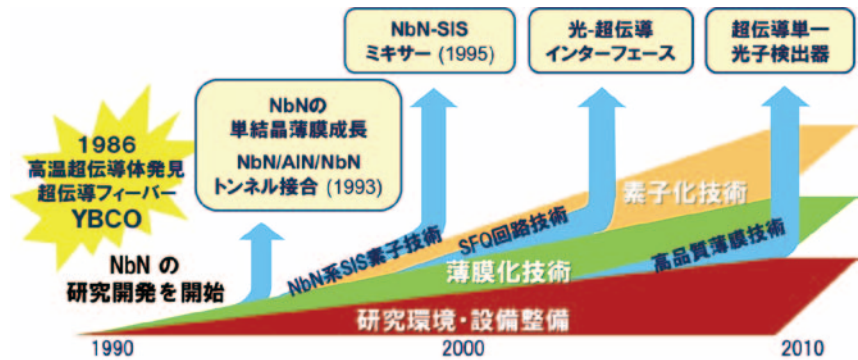 NbN-SIS
ミキサー (1995)
光-超伝導
インターフェース
超伝導単一
光子検出器
NbNの
単結晶薄膜成長
NbN/AlN/NbN
トンネル接合 (1993)
1986
高温超伝導体発見
超伝導フィーバー
YBCO
NbN の
研究開発を開始
NbN系SIS素子技術
SFQ回路技術
素子化技術
薄膜化技術
高品質薄膜技術
研究環境・設備整備
1990
2000
2010